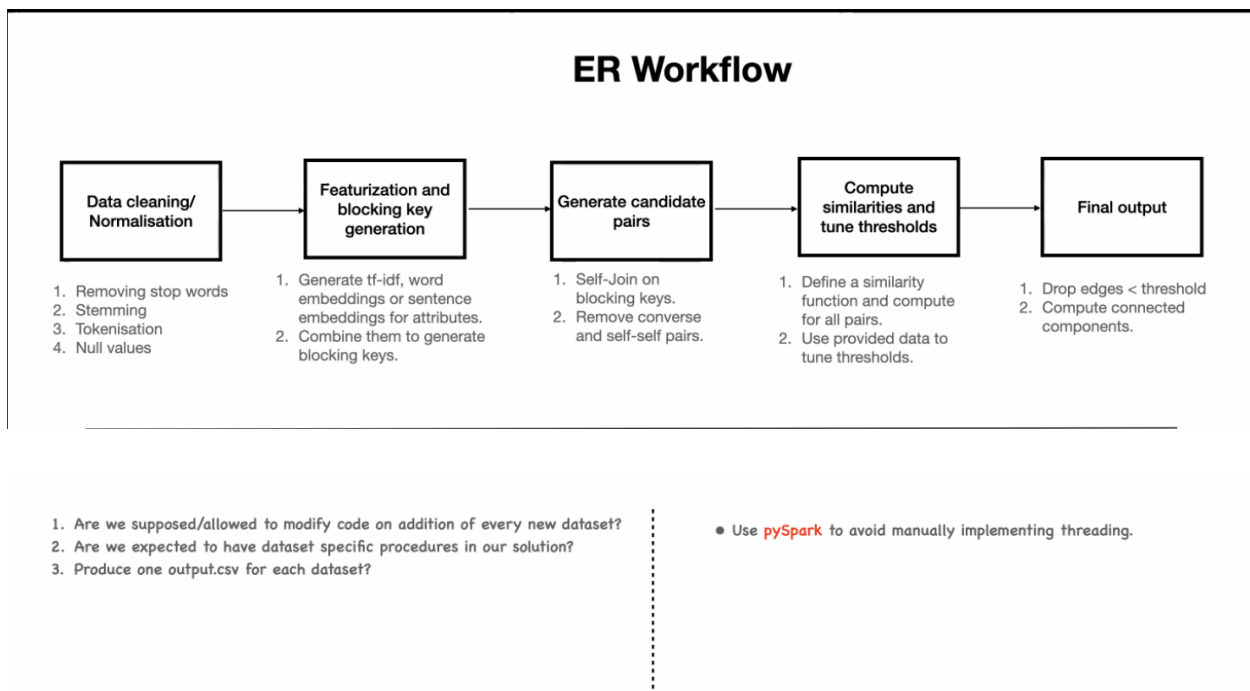 ER Workflow
Data cleaning/
Normalisation
1. Removing stop words
2. Stemming
3. Tokenisation
4. Null values
Featurization and
blocking key
generation
1. Generate tf-idf, word
embeddings or sentence
embeddings for attributes.
2. Combine them to generate
blocking keys.
Generate candidate
pairs
1. Self-Join on
blocking keys.
2. Remove converse
and self-self pairs.
Compute
similarities and
tune thresholds
1. Define a similarity
function and compute
for all pairs.
2. Use provided data to
tune thresholds.
Final output
1. Drop edges < threshold
2. Compute connected
components.
1. Are we supposed/allowed to modify code on addition of every new dataset?
2. Are we expected to have dataset specific procedures in our solution?
3. Produce one output.csv for each dataset?
● Use pySpark to avoid manually implementing threading.